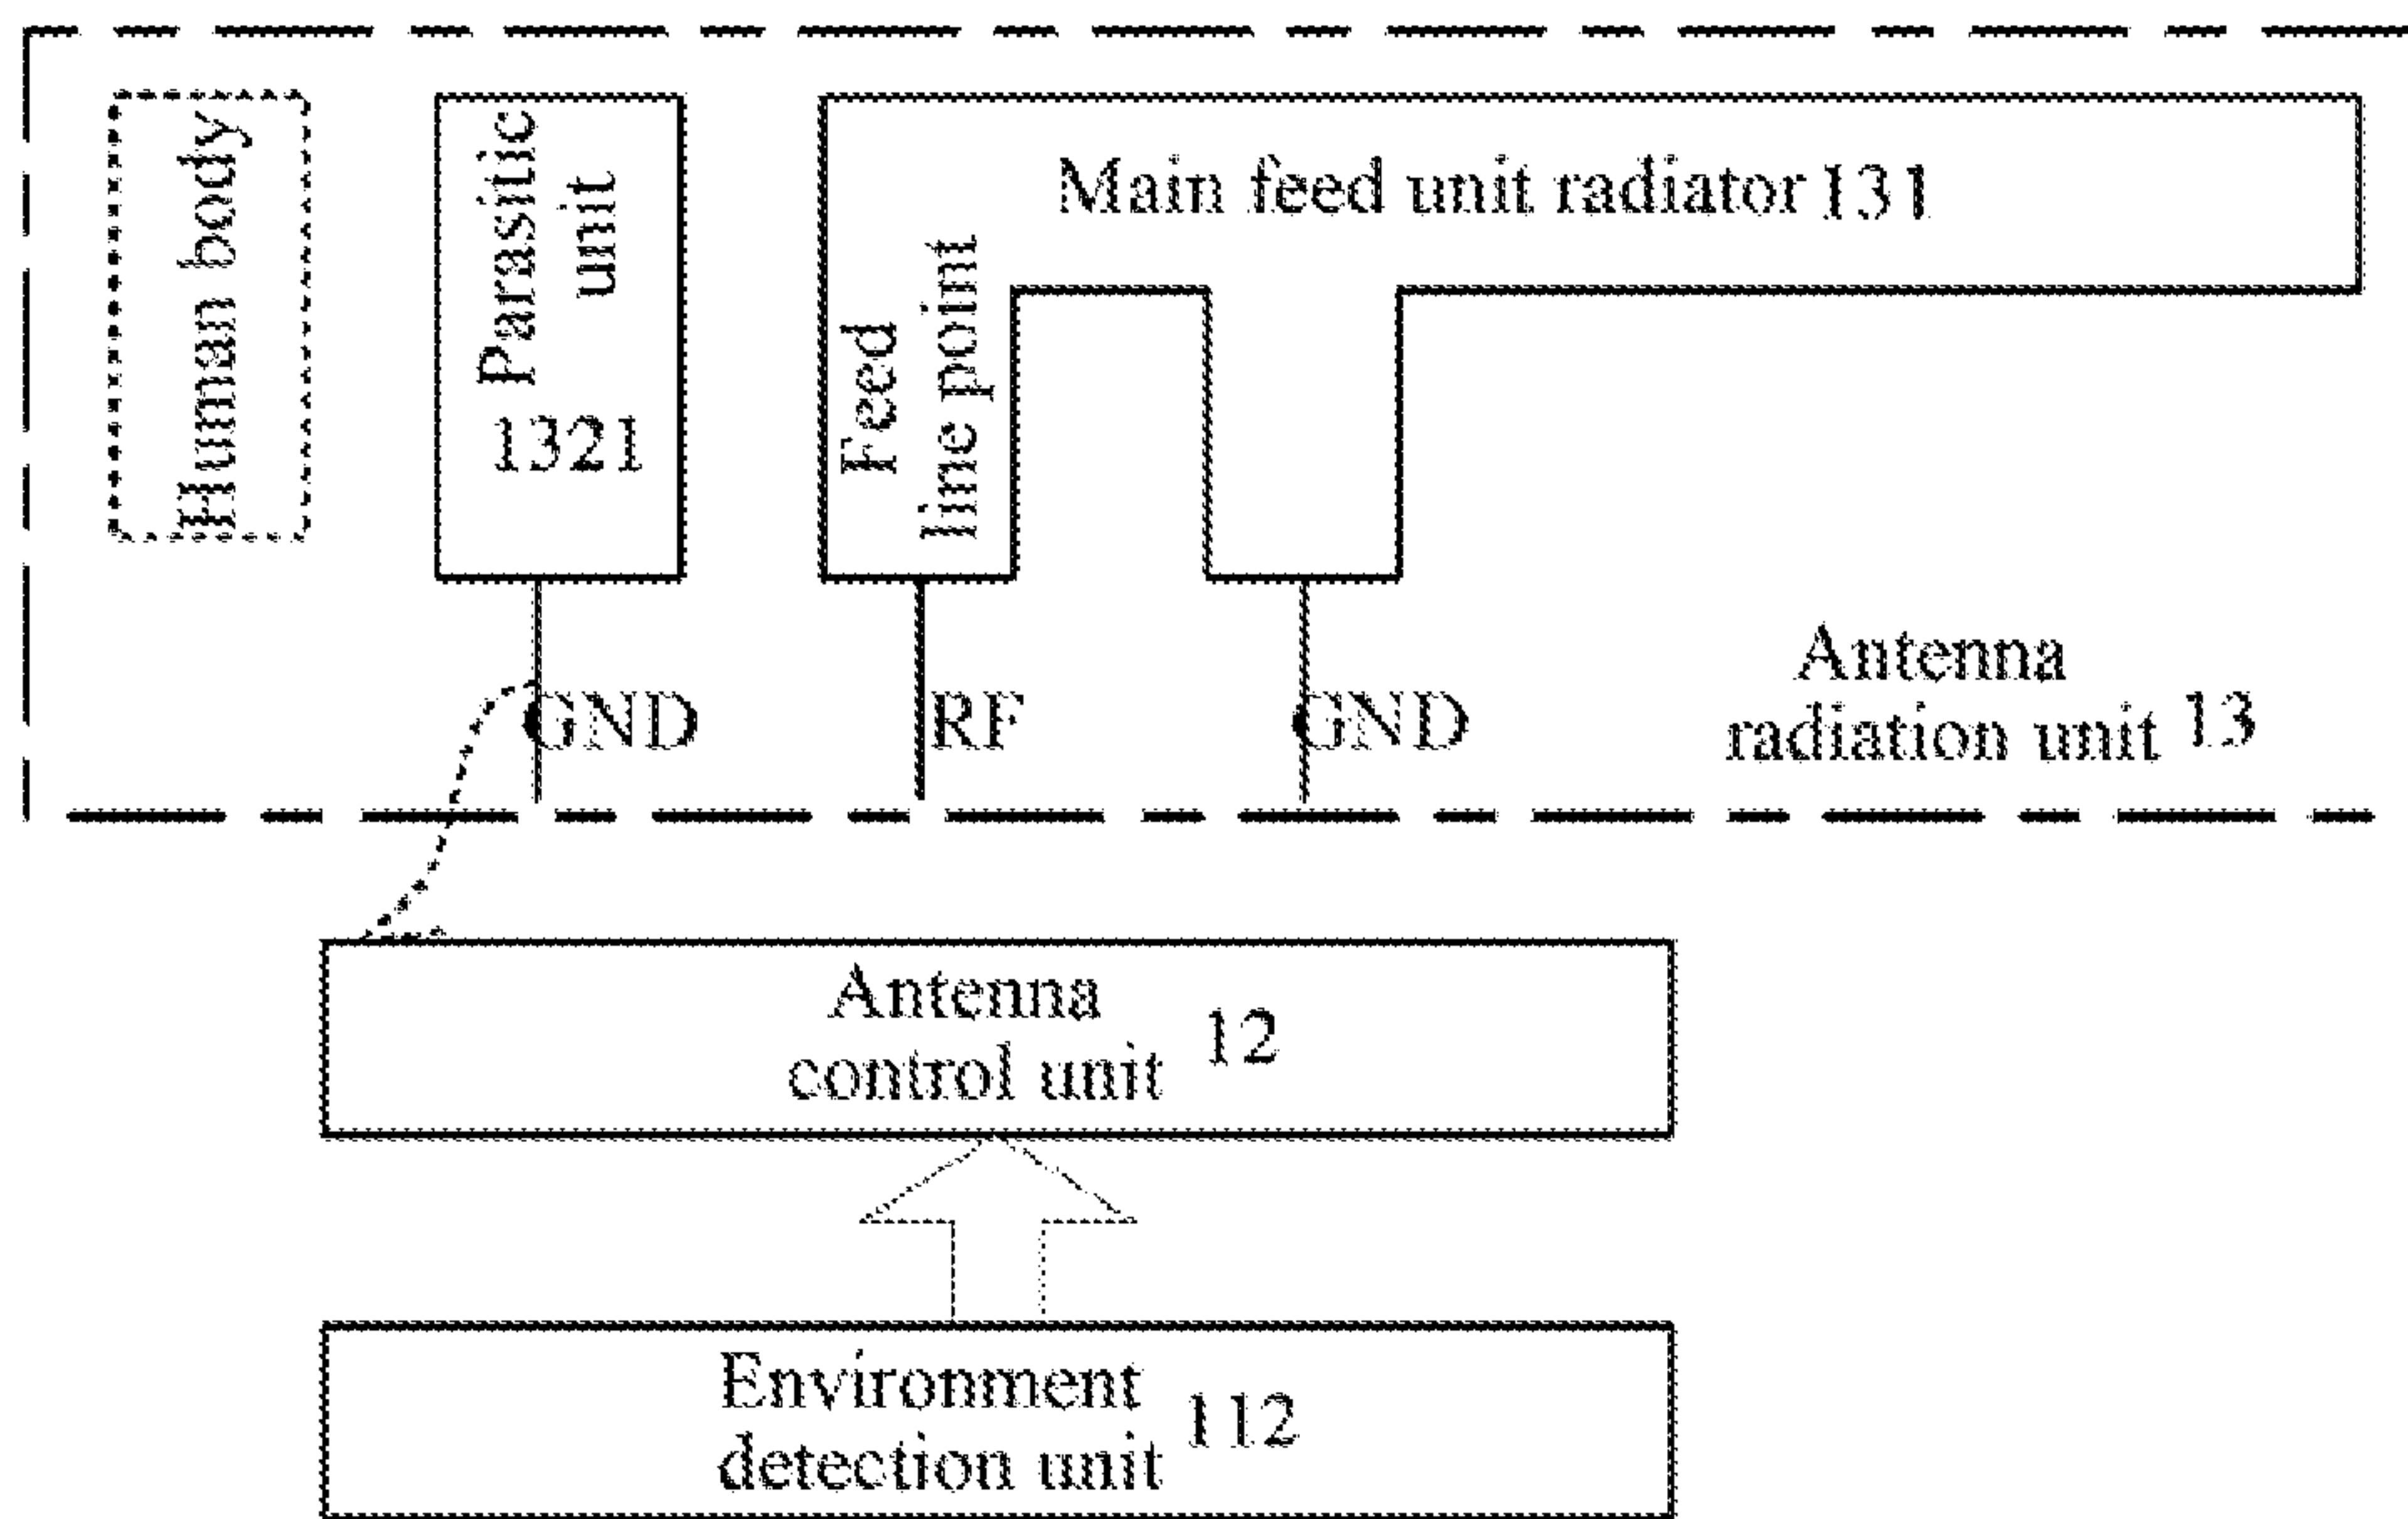 Human body
Parasitic
unit
1321
Feed
line point
Main feed unit radiator 131
GND
RF
GND
Antenna
radiation unit 13
Antenna
control unit 12
Environment
detection unit 112